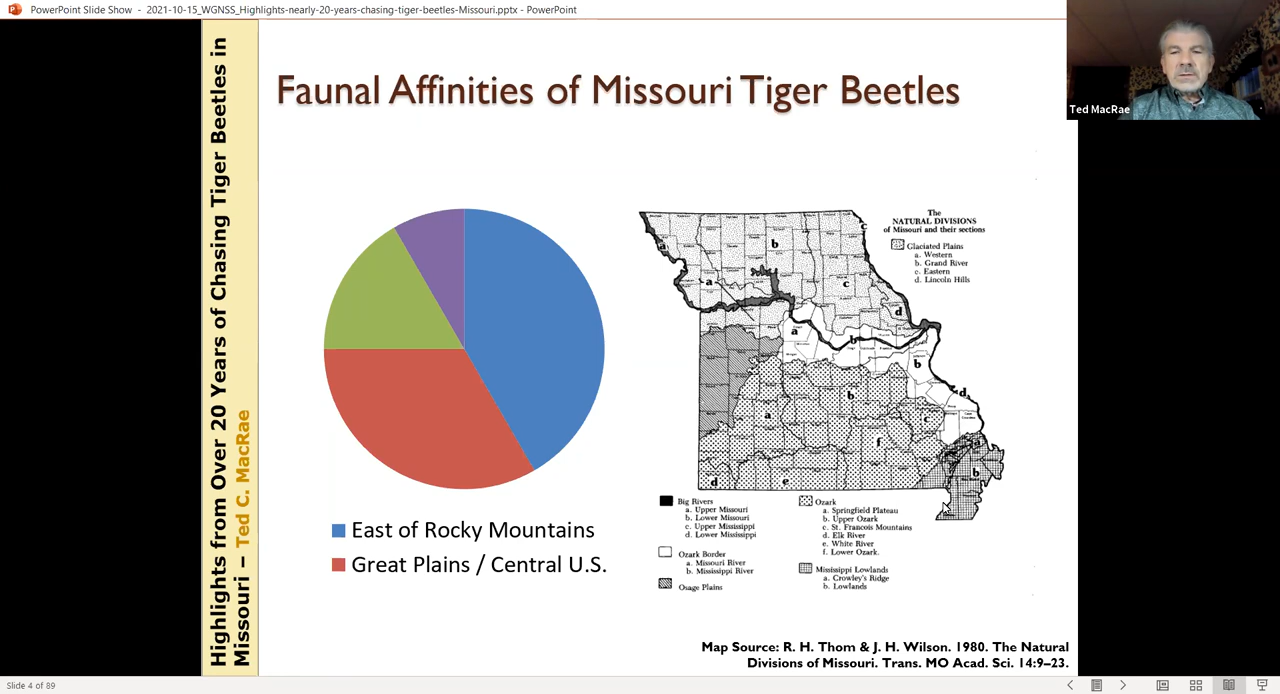 PowerPoint Slide Show - 2021-10-15_WGNSS_Highlights-nearly-20-years-chasing-tiger-beetles-Missouri.pptx - PowerPoint
Ted MacRae
Highlights from Over 20 Years of Chasing Tiger Beetles in
Missouri – Ted C. MacRae
Faunal Affinities of Missouri Tiger Beetles
East of Rocky Mountains
Great Plains / Central U.S.
The
NATURAL DIVISIONS
of Missouri and their sections
Glaciated Plains
a. Western
b. Grand River
c. Eastern
d. Lincoln Hills
a
b
c
a
c
d
a
b
b
d
b
a
c
f
a
b
d
e
Big Rivers
a. Upper Missouri
b. Lower Missouri
c. Upper Mississippi
d. Lower Mississippi
Ozark Border
a. Missouri River
b. Mississippi River
Osage Plains
Ozark
a. Springfield Plateau
b. Upper Ozark
c. St. Francois Mountains
d. Elk River
e. White River
f. Lower Ozark.
Mississippi Lowlands
a. Crowley's Ridge
b. Lowlands
Map Source: R. H. Thom & J. H. Wilson. 1980. The Natural
Divisions of Missouri. Trans. MO Acad. Sci. 14:9–23.
Slide 4 of 89